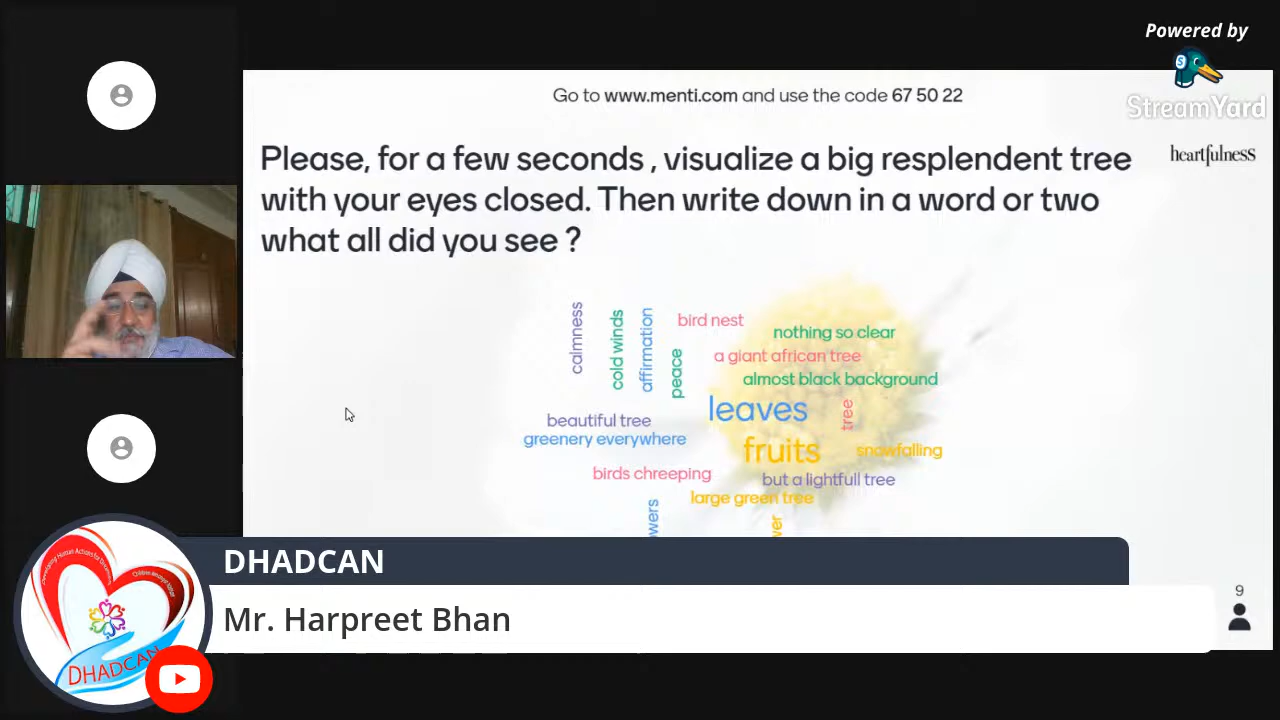 Powered by
StreamYard
Go to www.menti.com and use the code 67 50 22
heartfulness
Please, for a few seconds , visualize a big resplendent tree
with your eyes closed. Then write down in a word or two
what all did you see ?
calmness
cold winds
affirmation
peace
bird nest
nothing so clear
a giant african tree
almost black background
leaves
tree
beautiful tree
greenery everywhere
fruits
snowfalling
birds chreeping
but a lightfull tree
large green tree
DHADCAN
Mr. Harpreet Bhan
9
DHADCAN